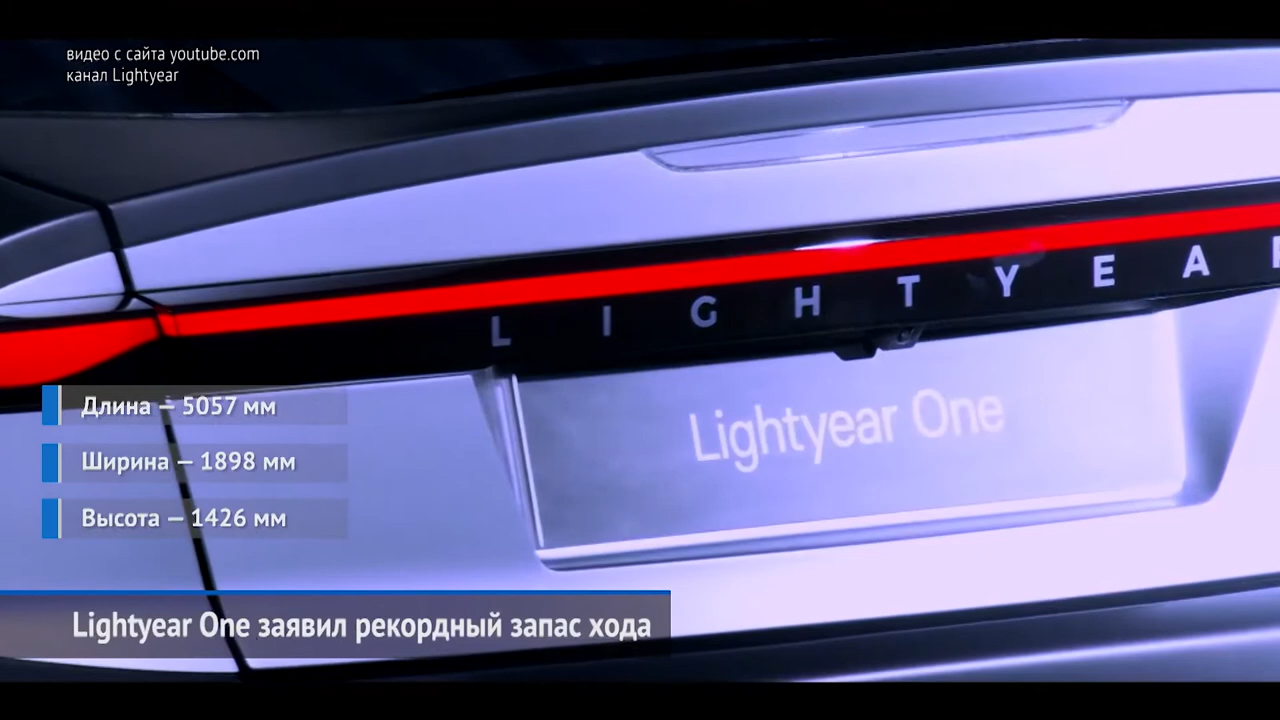 видео с сайта youtube.com
канал Lightyear
L I G H T Y E A R
Lightyear One
Длина — 5057 мм
Ширина — 1898 мм
Высота — 1426 мм
Lightyear One заявил рекордный запас хода